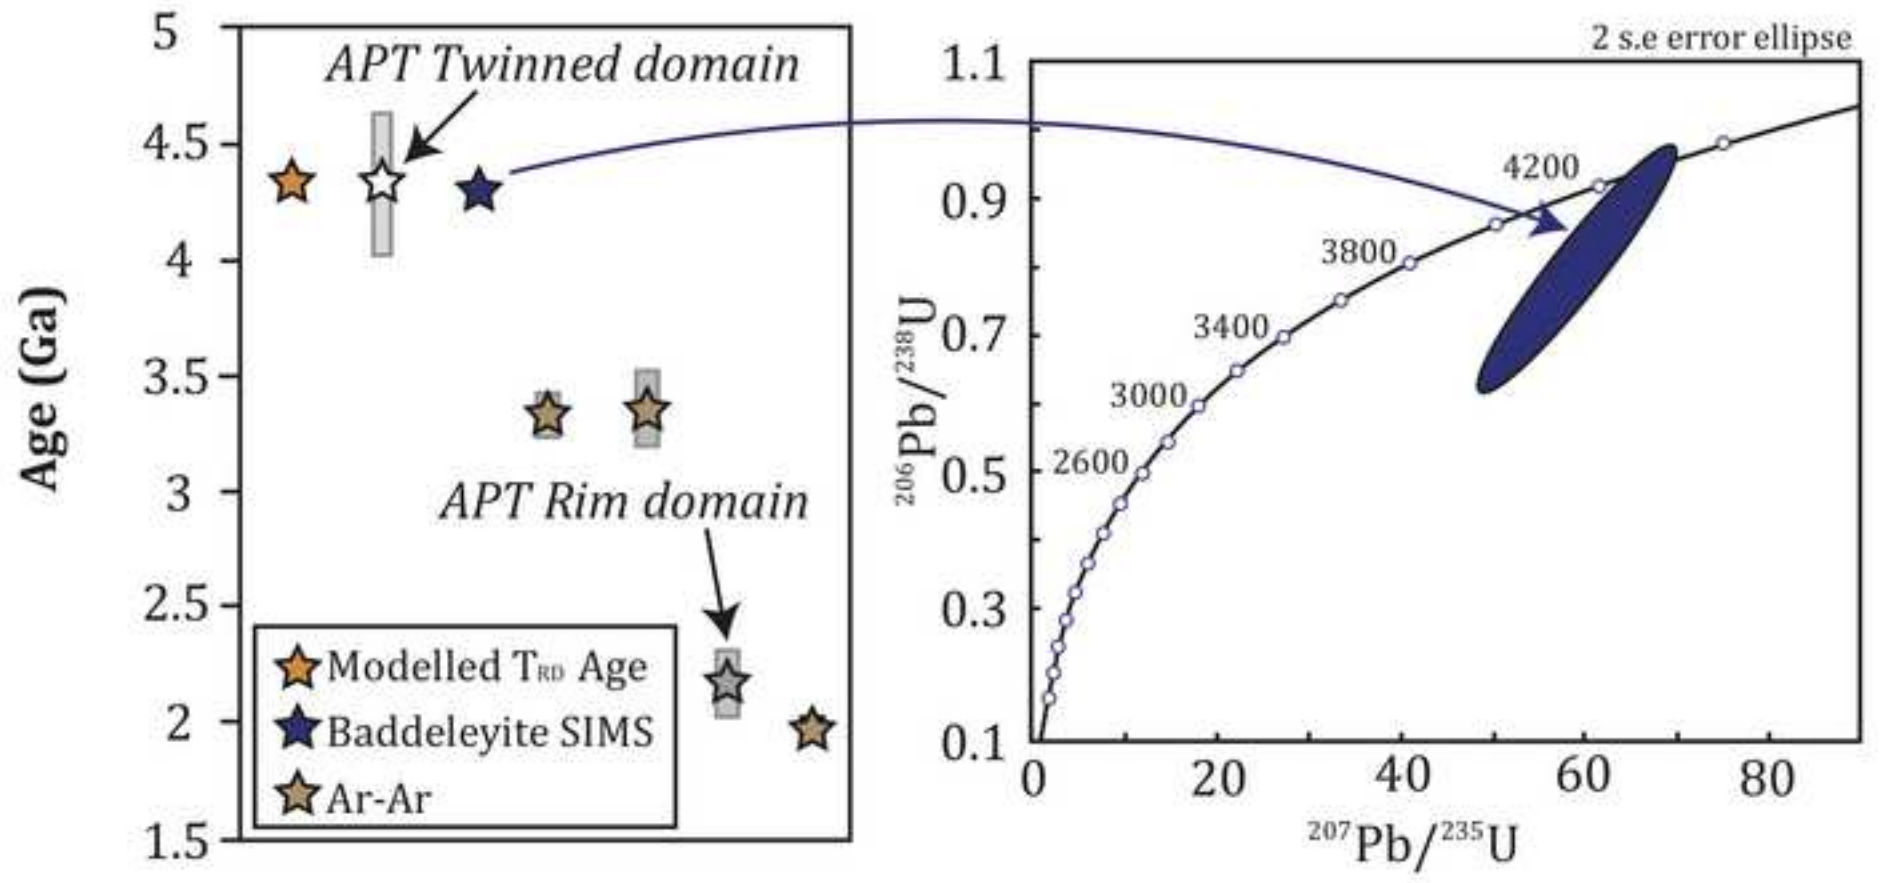 5
4.5
4
3.5
3
2.5
2
1.5
Age (Ga)
APT Twinned domain
APT Rim domain
Modelled TRD Age
Baddeleyite SIMS
Ar-Ar
2 s.e error ellipse
1.1
0.9
0.7
0.5
0.3
0.1
²⁰⁶Pb/²³⁸U
4200
3800
3400
3000
2600
0 20 40 60 80
²⁰⁷Pb/²³⁵U